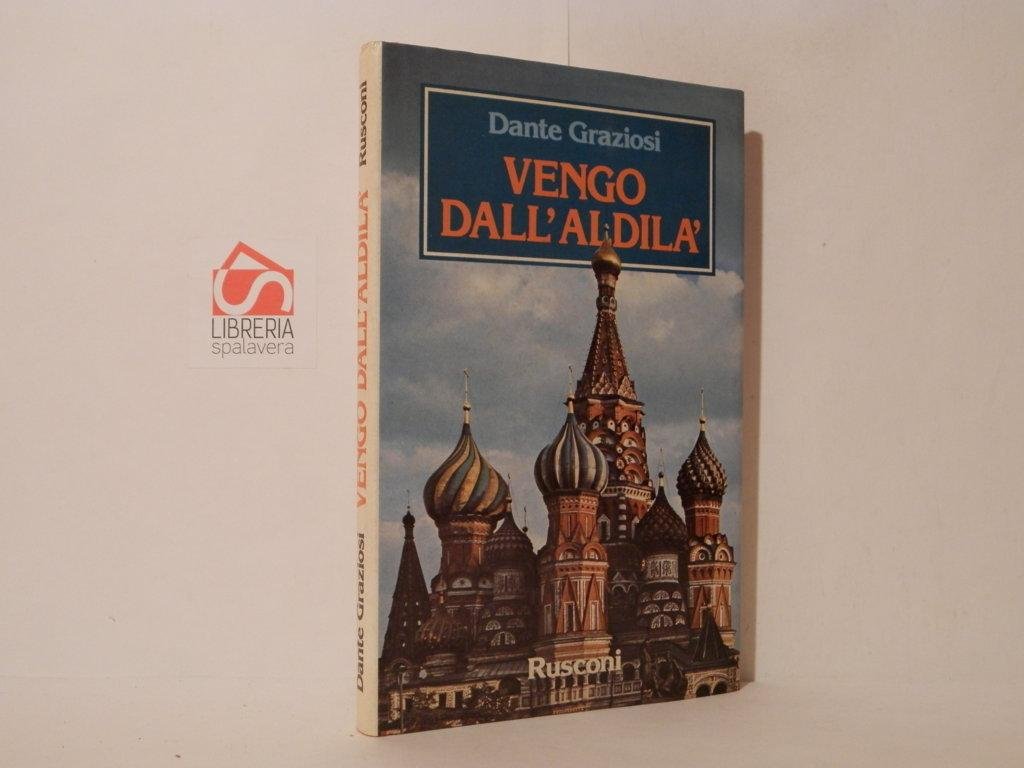 Dante Graziosi
VENGO
DALL'ALDILA'
Rusconi
Dante Graziosi VENGO DALL'ALDILA' Rusconi
LIBRERIA
spalavera